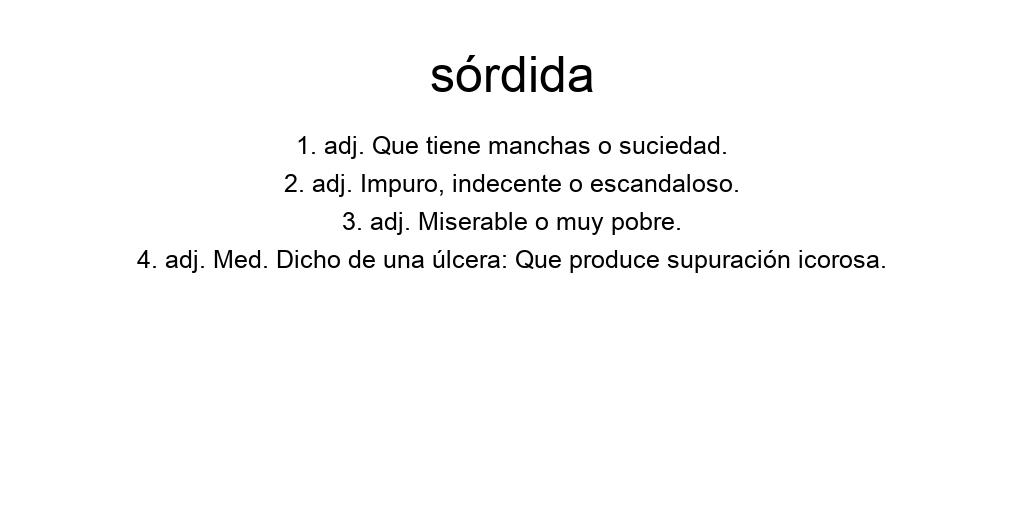 sórdida
1. adj. Que tiene manchas o suciedad.
2. adj. Impuro, indecente o escandaloso.
3. adj. Miserable o muy pobre.
4. adj. Med. Dicho de una úlcera: Que produce supuración icorosa.